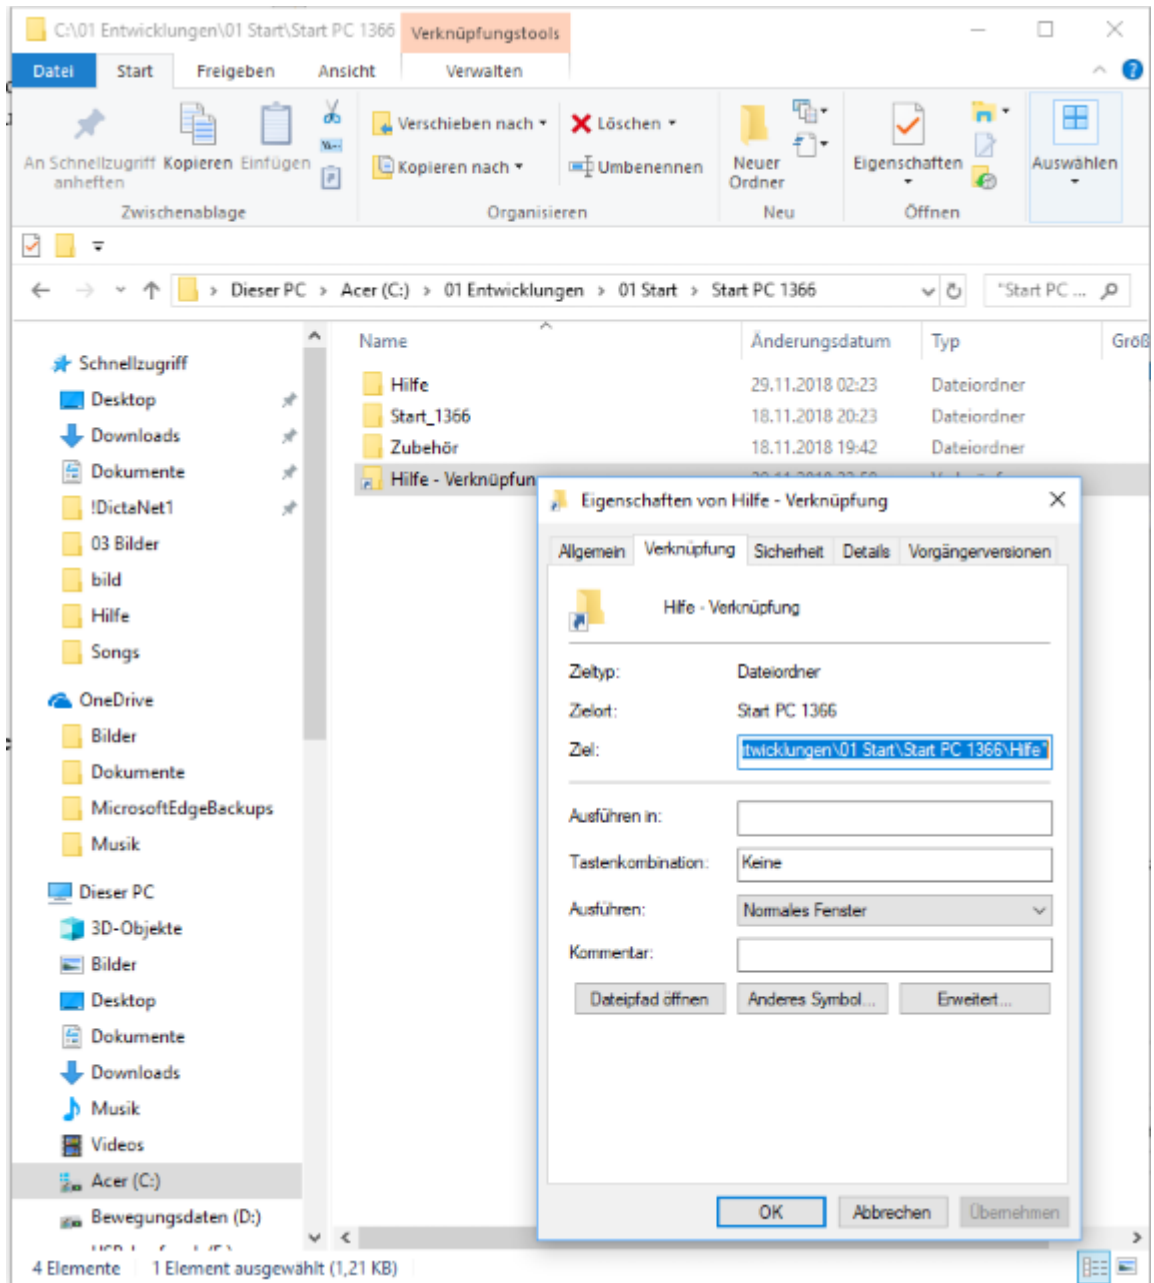 C:\01 Entwicklungen\01 Start\Start PC 1366
Verknüpfungstools
Datei Start Freigeben Ansicht Verwalten
An Schnellzugriff anheften
Kopieren
Einfügen
Verschieben nach
Kopieren nach
Löschen
Umbenennen
Neuer Ordner
Eigenschaften
Auswählen
Zwischenablage Organisieren Neu Öffnen
Dieser PC > Acer (C:) > 01 Entwicklungen > 01 Start > Start PC 1366
"Start PC ...
Schnellzugriff
Desktop
Downloads
Dokumente
!DictaNet1
03 Bilder
bild
Hilfe
Songs
OneDrive
Bilder
Dokumente
MicrosoftEdgeBackups
Musik
Dieser PC
3D-Objekte
Bilder
Desktop
Dokumente
Downloads
Musik
Videos
Acer (C:)
Bewegungsdaten (D:)
Name Änderungsdatum Typ Größ
Hilfe 29.11.2018 02:23 Dateiordner
Start_1366 18.11.2018 20:23 Dateiordner
Zubehör 18.11.2018 19:42 Dateiordner
Hilfe - Verknüpfun
Eigenschaften von Hilfe - Verknüpfung
Allgemein Verknüpfung Sicherheit Details Vorgängerversionen
Hilfe - Verknüpfung
Zieltyp: Dateiordner
Zielort: Start PC 1366
Ziel: itwicklungen\01 Start\Start PC 1366\Hilfe"
Ausführen in:
Tastenkombination: Keine
Ausführen: Normales Fenster
Kommentar:
Dateipfad öffnen Anderes Symbol... Erweitert...
OK Abbrechen Übernehmen
4 Elemente 1 Element ausgewählt (1,21 KB)